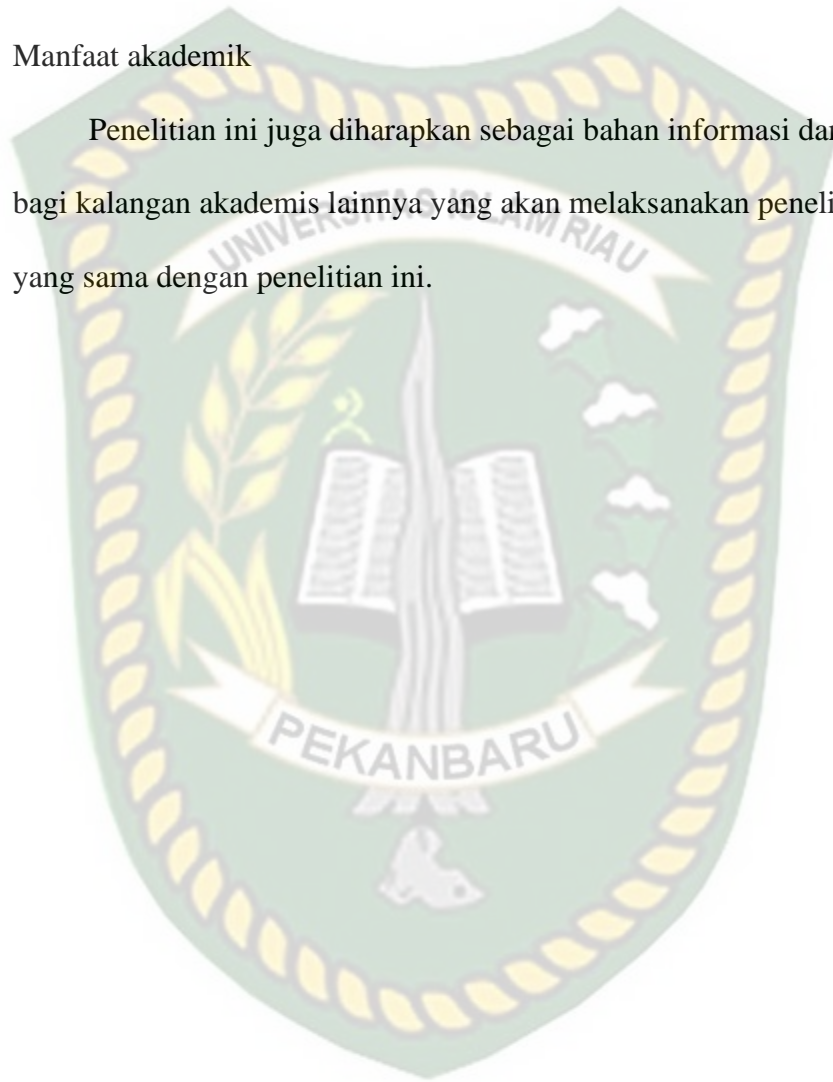 Manfaat akademik
Penelitian ini juga diharapkan sebagai bahan informasi dan
bagi kalangan akademis lainnya yang akan melaksanakan
yang sama dengan penelitian ini.
UNIVERSITAS ISLAM RIAU
PEKANBARU